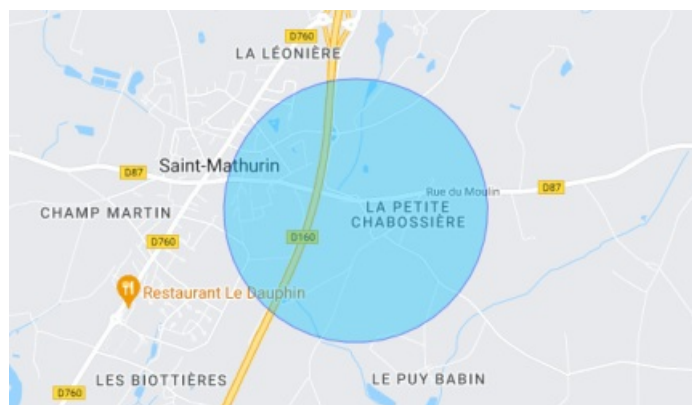 D760
LA LÉONIÈRE
Saint-Mathurin
D87
Rue du Moulin
D87
CHAMP MARTIN
LA PETITE
CHABOSSIÈRE
D760
D160
Restaurant Le Dauphin
LES BIOTTIÈRES
LE PUY BABIN
D760